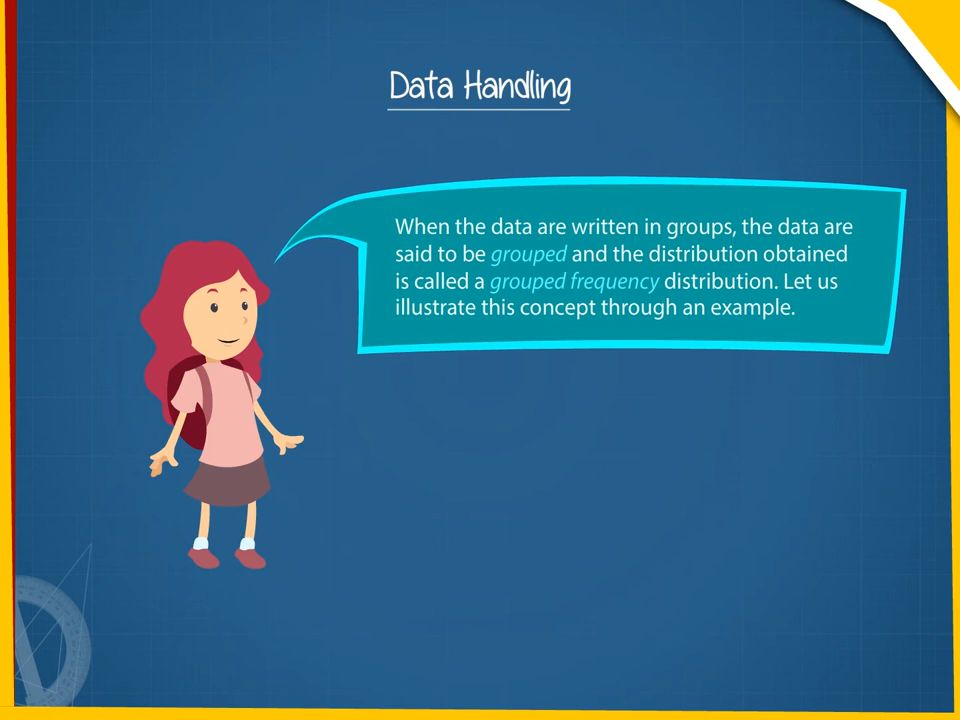 Data Handling
When the data are written in groups, the data are
said to be grouped and the distribution obtained
is called a grouped frequency distribution. Let us
illustrate this concept through an example.